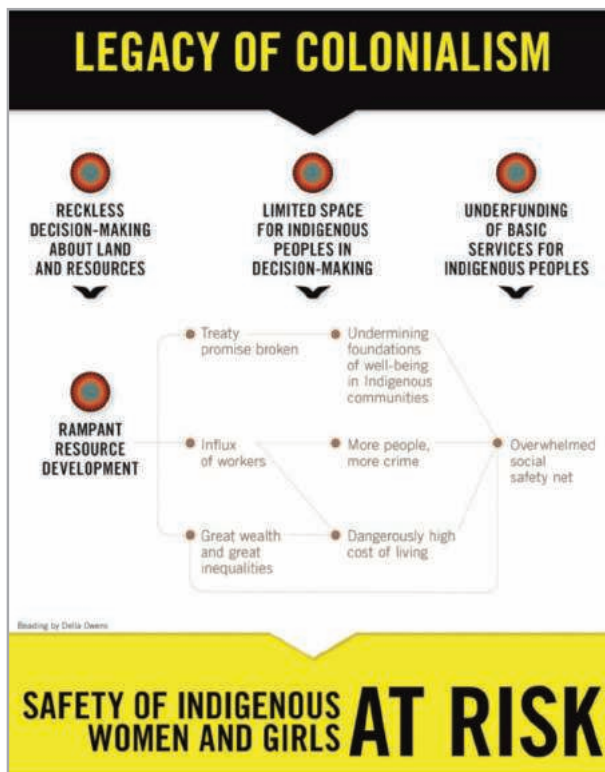 LEGACY OF COLONIALISM
RECKLESS
DECISION-MAKING
ABOUT LAND
AND RESOURCES
LIMITED SPACE
FOR INDIGENOUS
PEOPLES IN
DECISION-MAKING
UNDERFUNDING
OF BASIC
SERVICES FOR
INDIGENOUS PEOPLES
RAMPANT
RESOURCE
DEVELOPMENT
Treaty
promise broken
Undermining
foundations
of well-being
in Indigenous
communities
Influx
of workers
More people,
more crime
Overwhelmed
social
safety net
Great wealth
and great
inequalities
Dangerously high
cost of living
Beading by Della Owens
SAFETY OF INDIGENOUS
WOMEN AND GIRLS
AT RISK